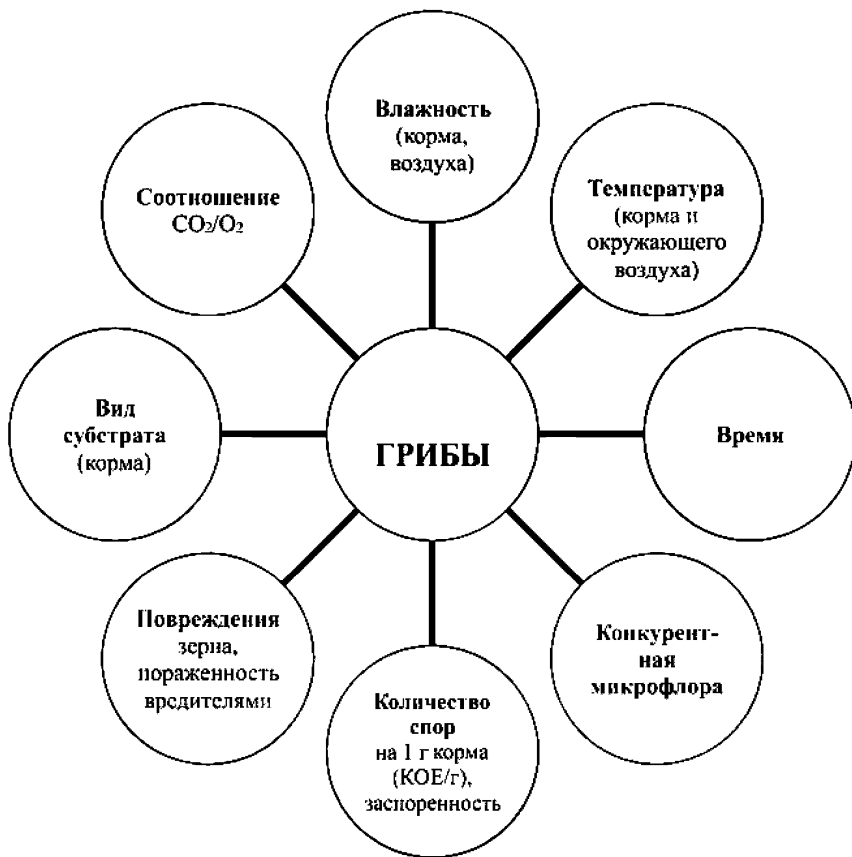 Влажность
(корма,
воздуха)
Температура
(корма и
окружающего
воздуха)
Время
Конкурент-
ная
микрофлора
Количество
спор
на 1 г корма
(КОЕ/г),
заспоренность
Повреждения
зерна,
пораженность
вредителями
Вид
субстрата
(корма)
Соотношение
CO₂/O₂
ГРИБЫ